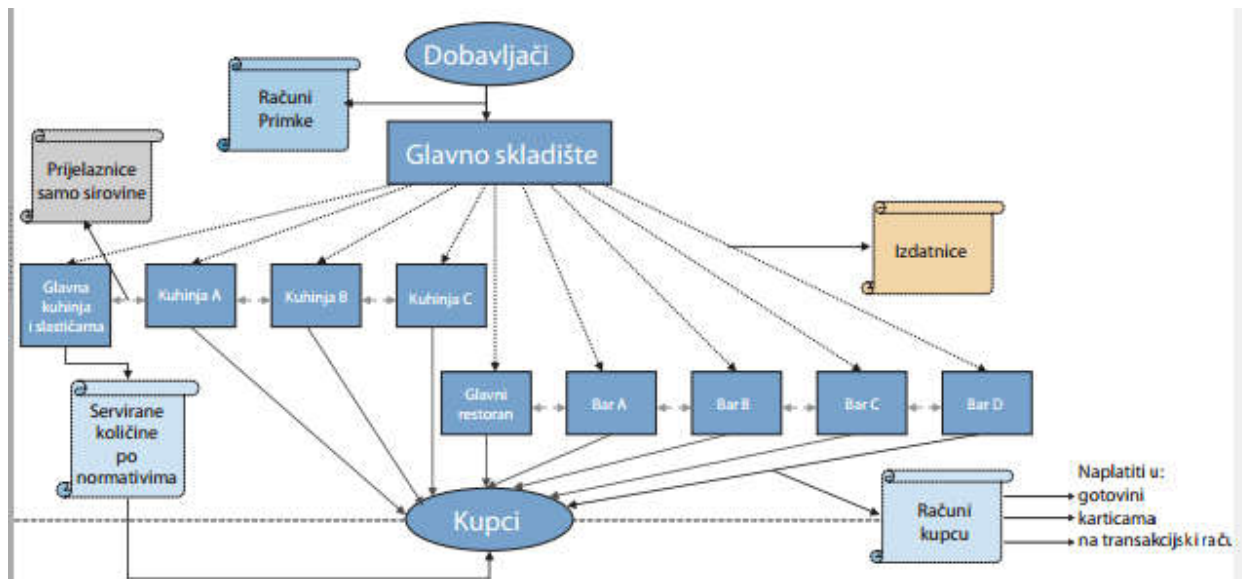 Dobavljači
Računi
Primke
Glavno skladište
Prijelaznice
samo sirovine
Izdatnice
Glavna
kuhinja
i slastičarna
Kuhinja A
Kuhinja B
Kuhinja C
Glavni
restoran
Bar A
Bar B
Bar C
Bar D
Servirane
količine
po
normativima
Kupci
Računi
kupcu
Naplatiti u:
gotovini
karticama
na transakcijski raču